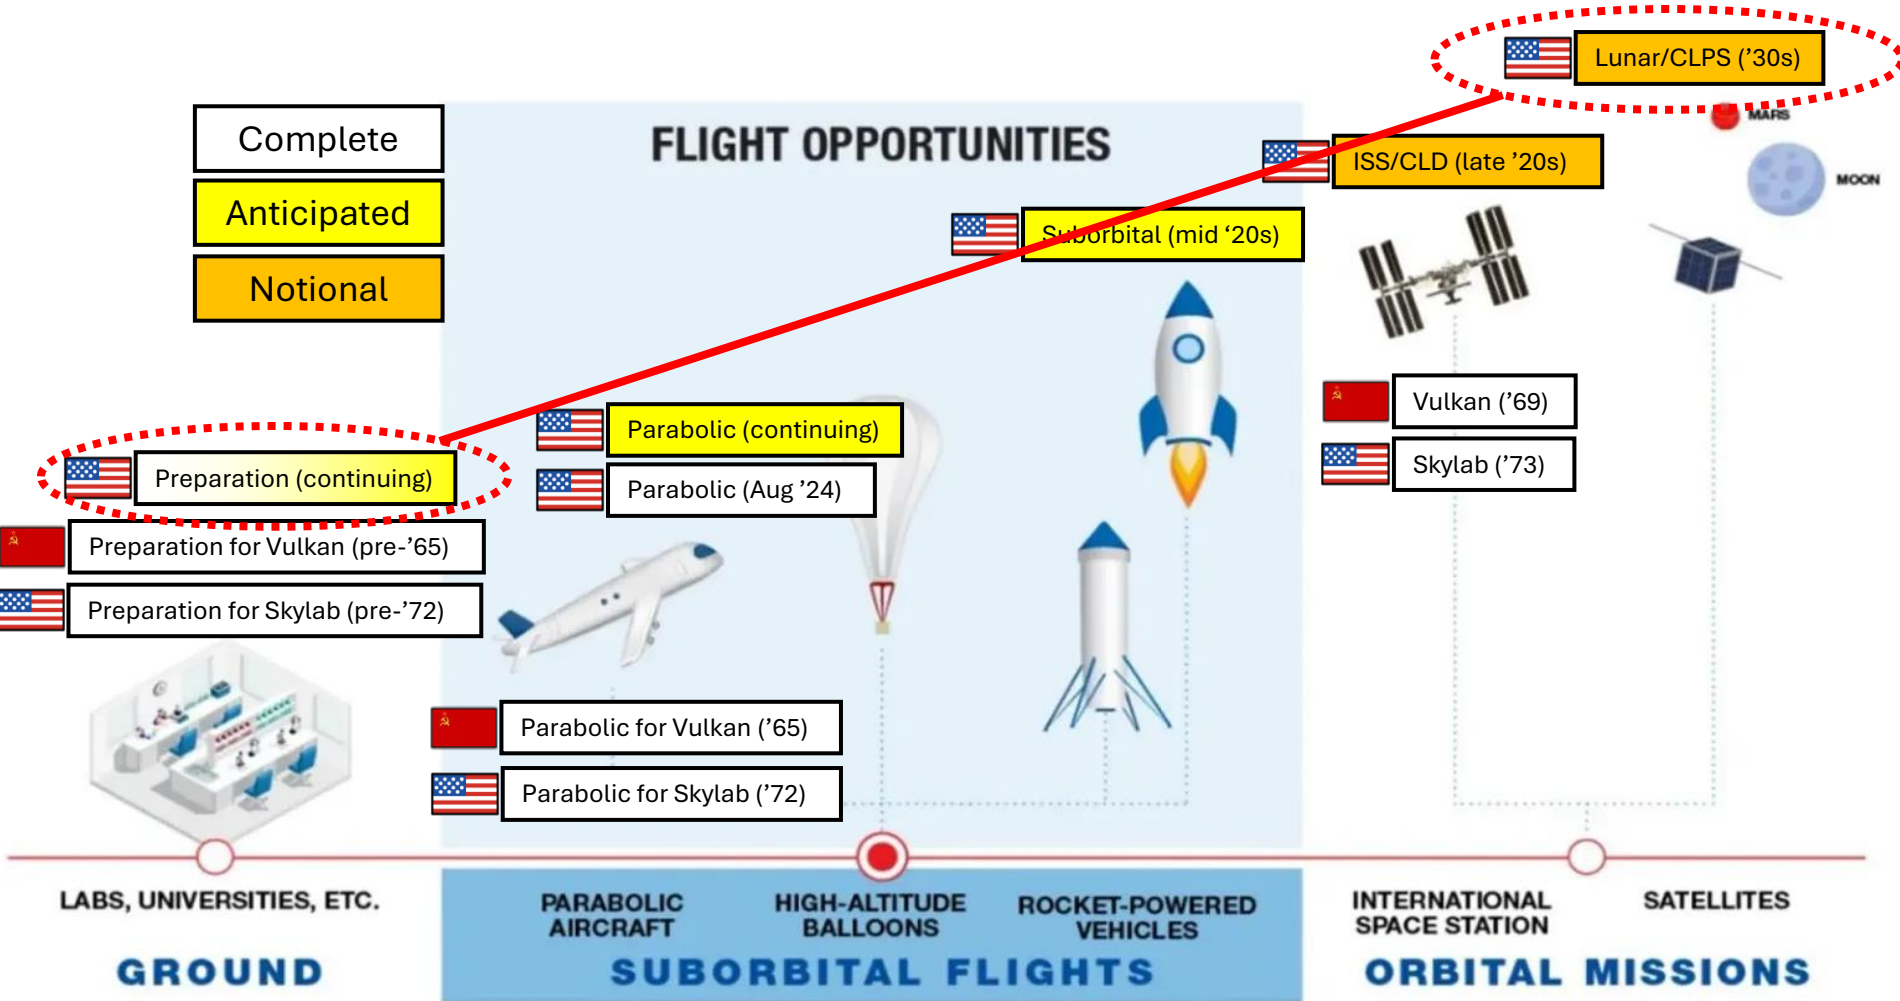 Lunar/CLPS (’30s)
MARS
Complete
FLIGHT OPPORTUNITIES
ISS/CLD (late ’20s)
MOON
Anticipated
Suborbital (mid ‘20s)
Notional
Vulkan (’69)
Parabolic (continuing)
Skylab (’73)
Preparation (continuing)
Parabolic (Aug ’24)
Preparation for Vulkan (pre-’65)
Preparation for Skylab (pre-’72)
Parabolic for Vulkan (’65)
Parabolic for Skylab (’72)
LABS, UNIVERSITIES, ETC.
PARABOLIC
AIRCRAFT
HIGH-ALTITUDE
BALLOONS
ROCKET-POWERED
VEHICLES
INTERNATIONAL
SPACE STATION
SATELLITES
GROUND
SUBORBITAL FLIGHTS
ORBITAL MISSIONS